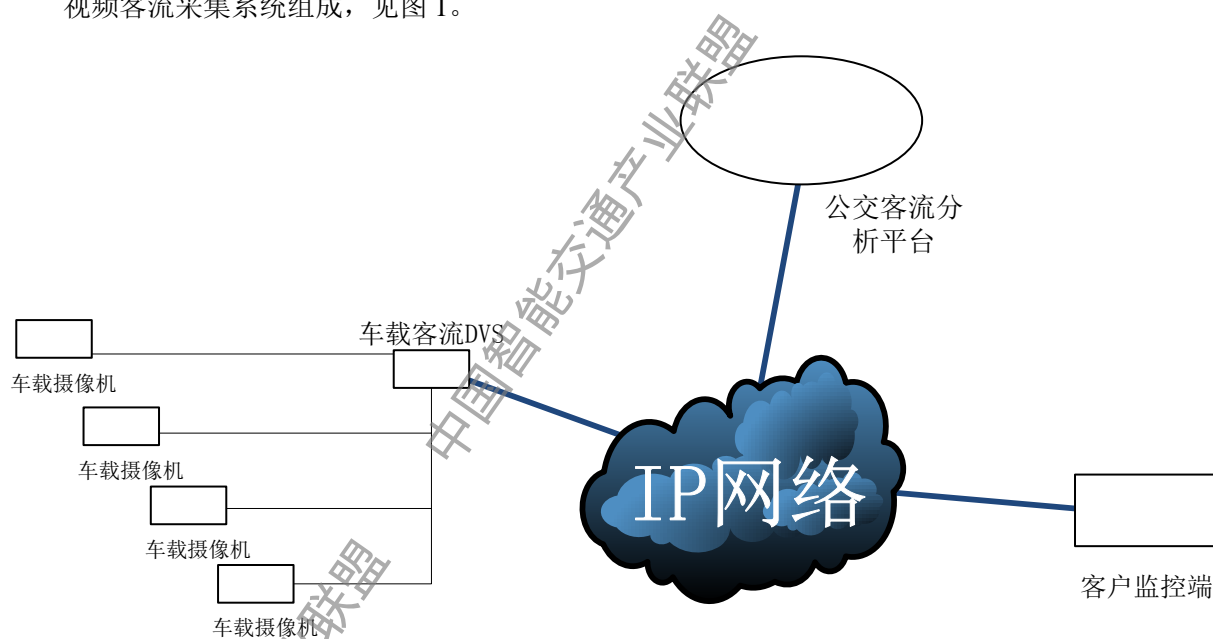 视频客流采集系统组成，见图 1。
公交客流分
析平台
车载客流DVS
车载摄像机
车载摄像机
车载摄像机
车载摄像机
IP网络
客户监控端
中国智能交通产业联盟
联盟